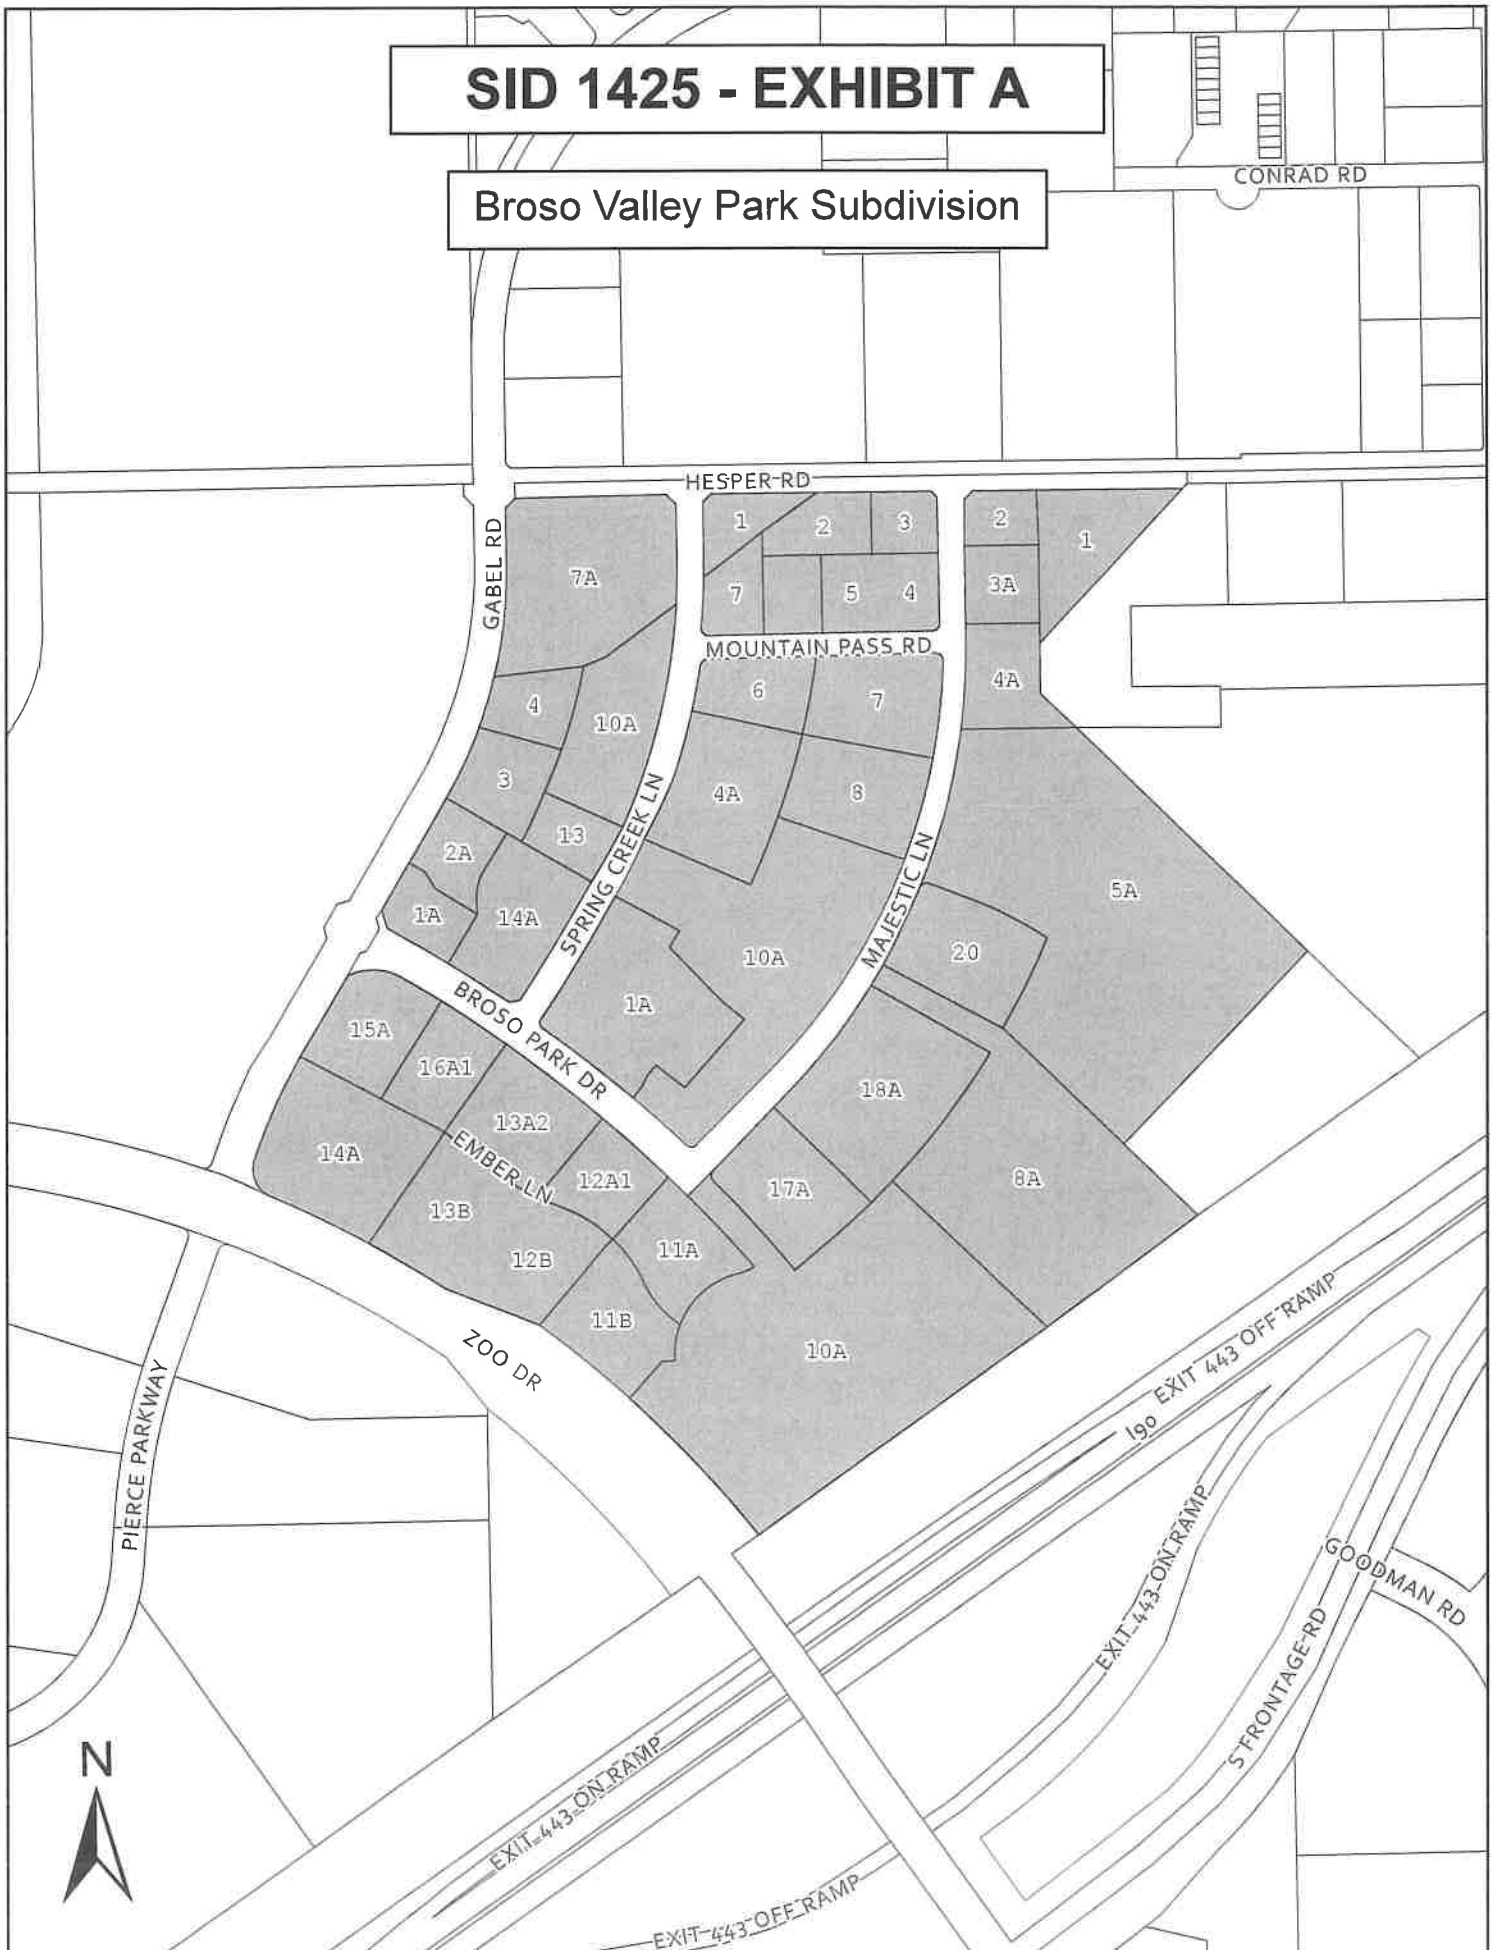 SID 1425 - EXHIBIT A
CONRAD RD
Broso Valley Park Subdivision
HESPER RD
GABEL RD
1
2
3
2
1
7A
7
5
4
3A
MOUNTAIN PASS RD
4A
6
7
4
10A
3
4A
8
SPRING CREEK LN
13
2A
MAJESTIC LN
5A
1A
14A
10A
20
BROSO PARK DR
1A
15A
16A1
18A
13A2
EMBER LN
14A
12A1
17A
8A
13B
11A
12B
11B
10A
ZOO DR
PIERCE PARKWAY
EXIT 443 OFF RAMP
I90
EXIT 443 ON RAMP
GOODMAN RD
S FRONTAGE RD
N
EXIT 443 ON RAMP
EXIT 443 OFF RAMP